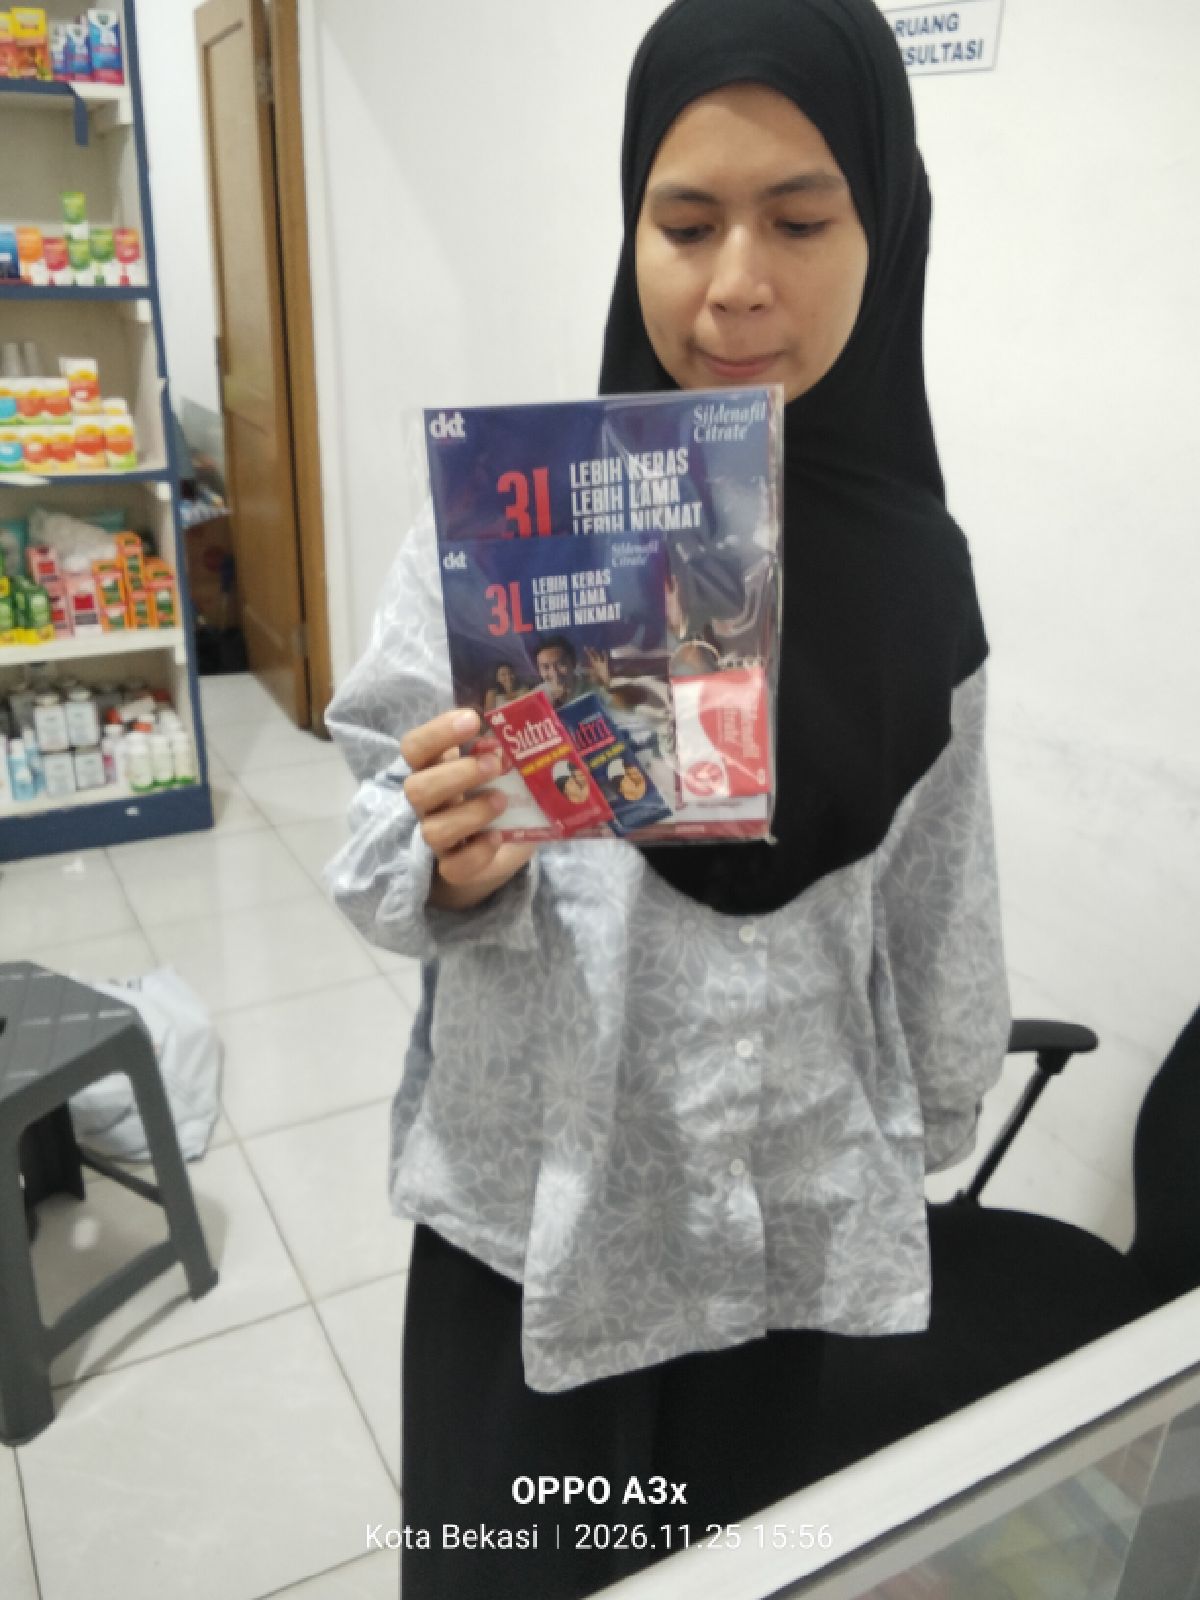 RUANG
SULTASI
dkt
Sildenafil
Citrate
3L
LEBIH KERAS
LEBIH LAMA
LEBIH NIKMAT
dkt
Sildenafil
Citrate
3L
LEBIH KERAS
LEBIH LAMA
LEBIH NIKMAT
Sutra
utra
OPPO A3x
Kota Bekasi | 2026.11.25 15:56